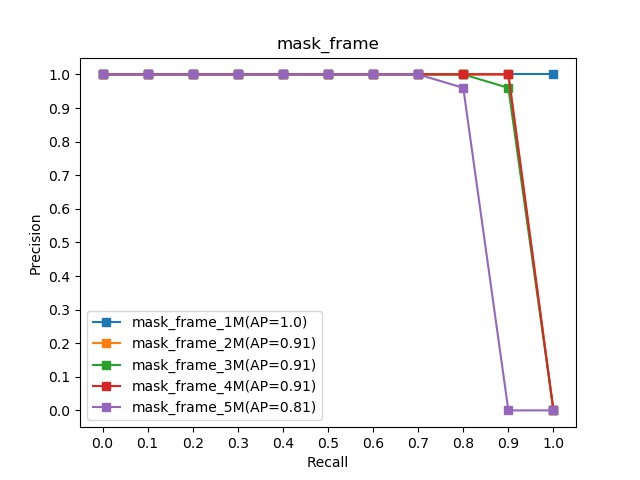 mask_frame
Precision
1.0
0.9
0.8
0.7
0.6
0.5
0.4
0.3
0.2
0.1
0.0
mask_frame_1M(AP=1.0)
mask_frame_2M(AP=0.91)
mask_frame_3M(AP=0.91)
mask_frame_4M(AP=0.91)
mask_frame_5M(AP=0.81)
0.0 0.1 0.2 0.3 0.4 0.5 0.6 0.7 0.8 0.9 1.0
Recall